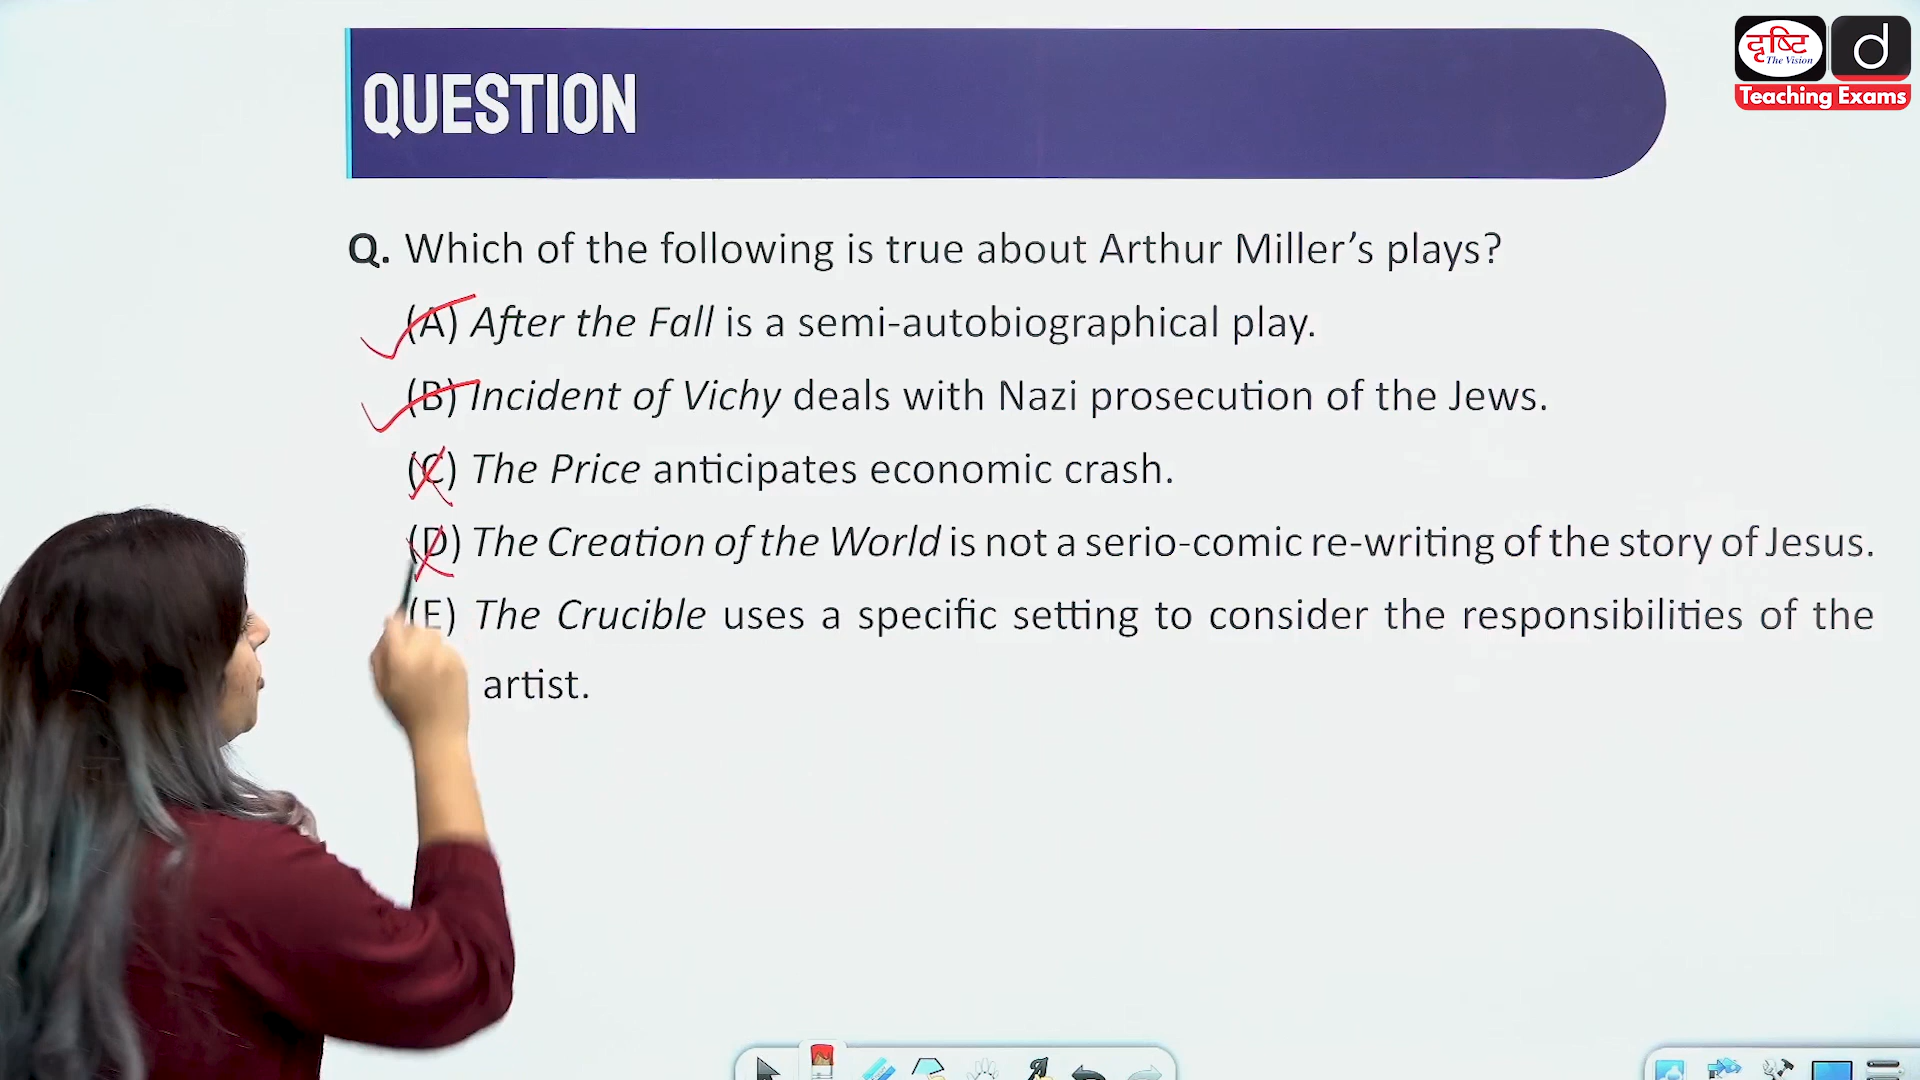 QUESTION
दृष्टि
The Vision
d
Teaching Exams
Q. Which of the following is true about Arthur Miller’s plays?
(A) After the Fall is a semi-autobiographical play.
(B) Incident of Vichy deals with Nazi prosecution of the Jews.
(C) The Price anticipates economic crash.
(D) The Creation of the World is not a serio-comic re-writing of the story of Jesus.
(E) The Crucible uses a specific setting to consider the responsibilities of the
artist.